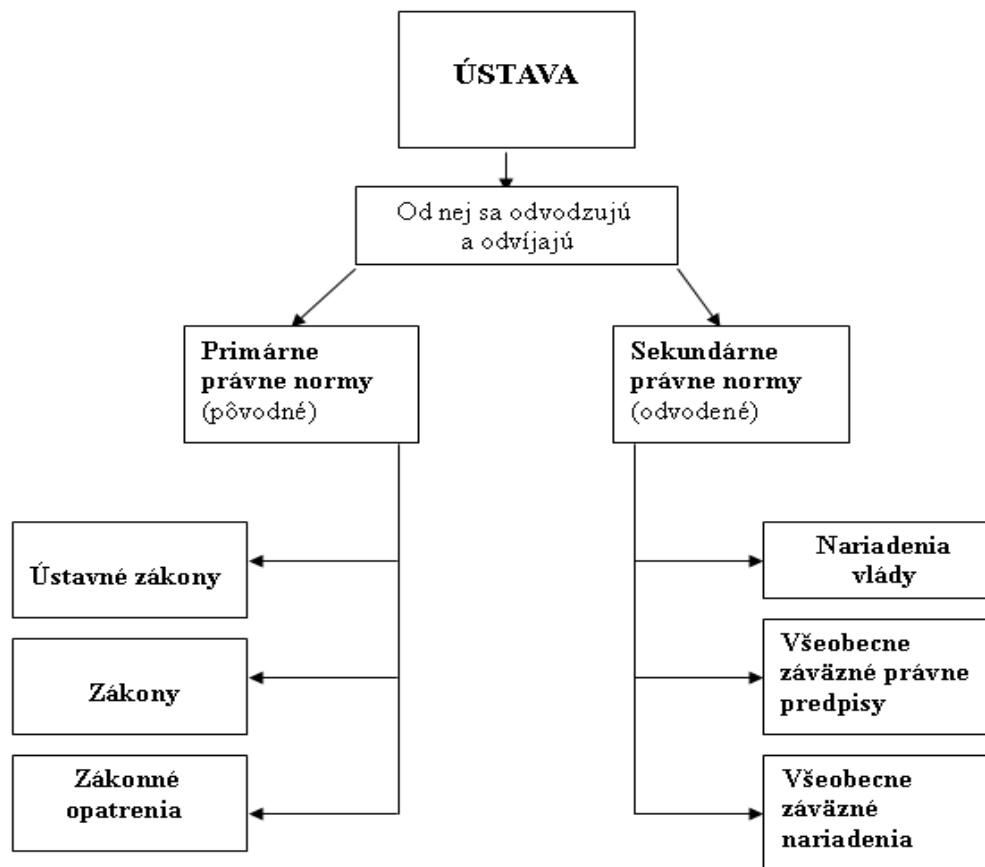 ÚSTAVA
Od nej sa odvodzujú
a odvíjajú
Primárne
právne normy
(pôvodné)
Sekundárne
právne normy
(odvodené)
Ústavné zákony
Zákony
Zákonné
opatrenia
Nariadenia
vlády
Všeobecne
záväzné právne
predpisy
Všeobecne
záväzné
nariadenia